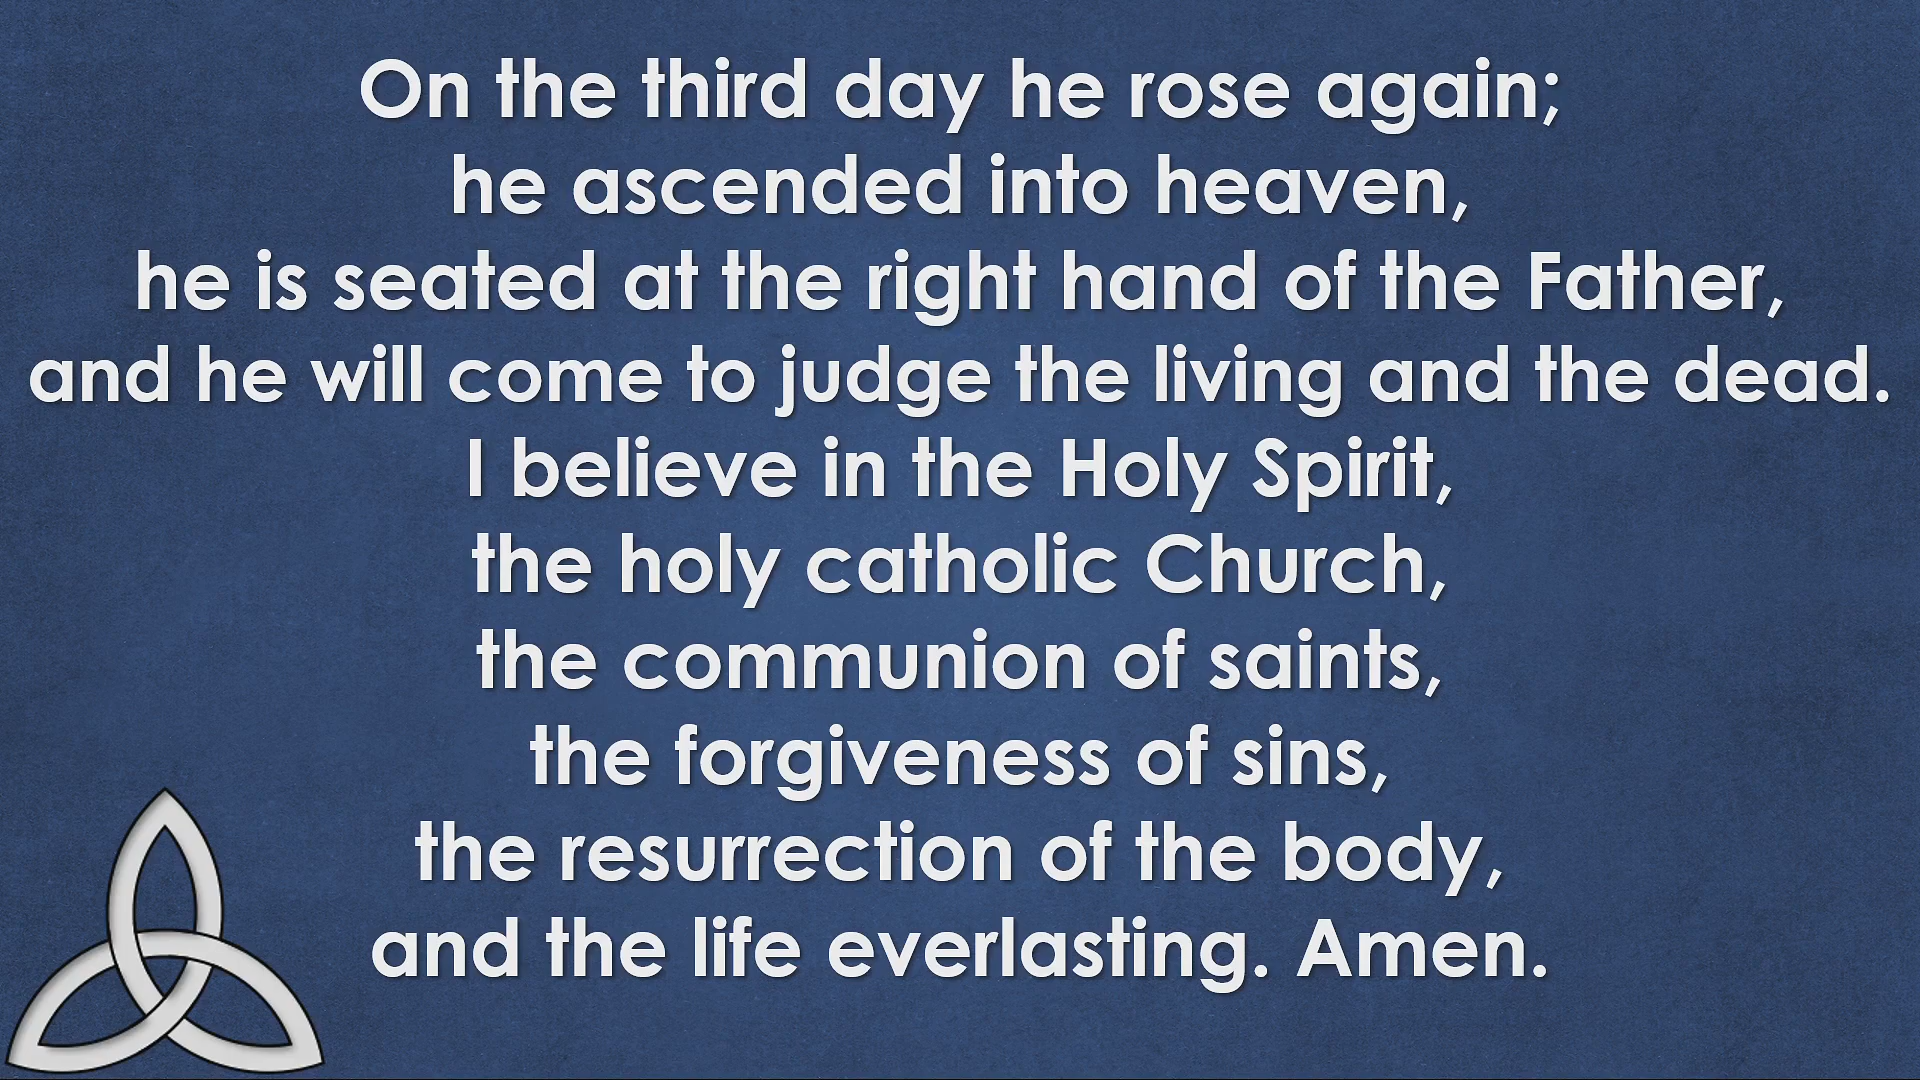 On the third day he rose again;
he ascended into heaven,
he is seated at the right hand of the Father,
and he will come to judge the living and the dead.
I believe in the Holy Spirit,
the holy catholic Church,
the communion of saints,
the forgiveness of sins,
the resurrection of the body,
and the life everlasting. Amen.